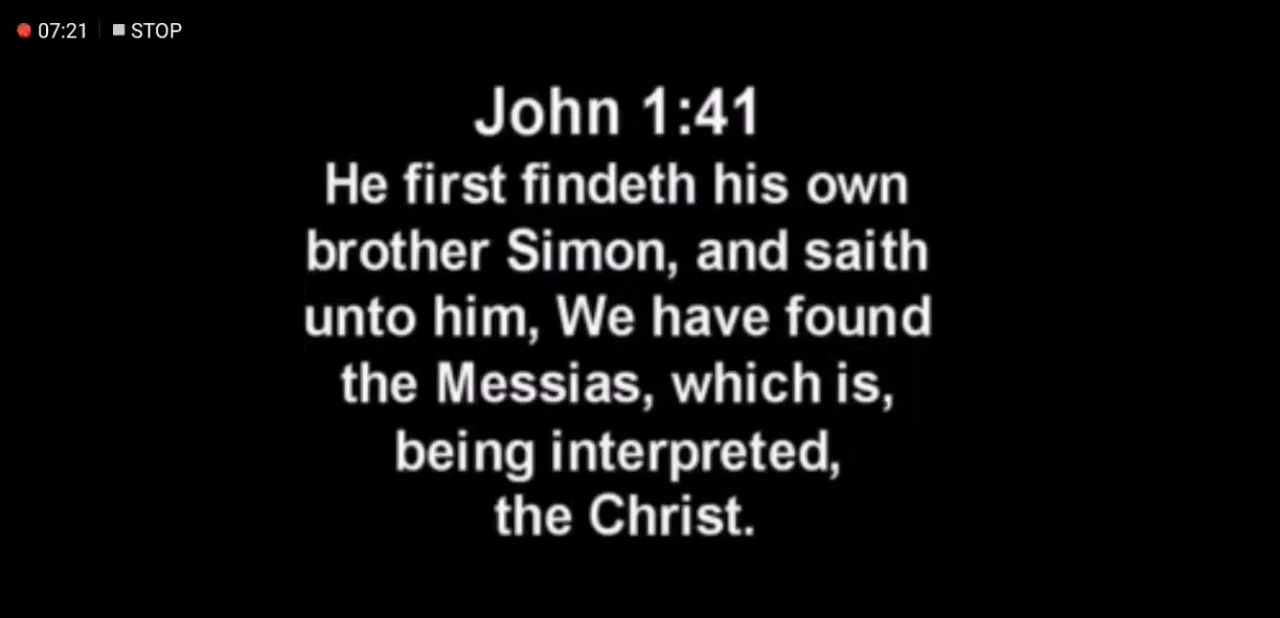 07:21 STOP
John 1:41
He first findeth his own
brother Simon, and saith
unto him, We have found
the Messias, which is,
being interpreted,
the Christ.